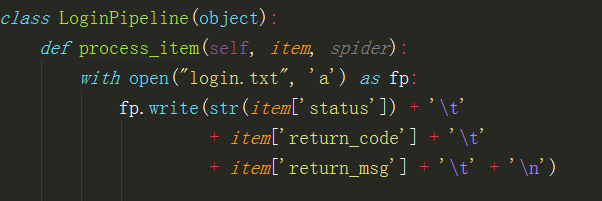 class LoginPipeline(object):
    def process_item(self, item, spider):
        with open("login.txt", 'a') as fp:
            fp.write(str(item['status']) + '\t'
                     + item['return_code'] + '\t'
                     + item['return_msg'] + '\t' + '\n')